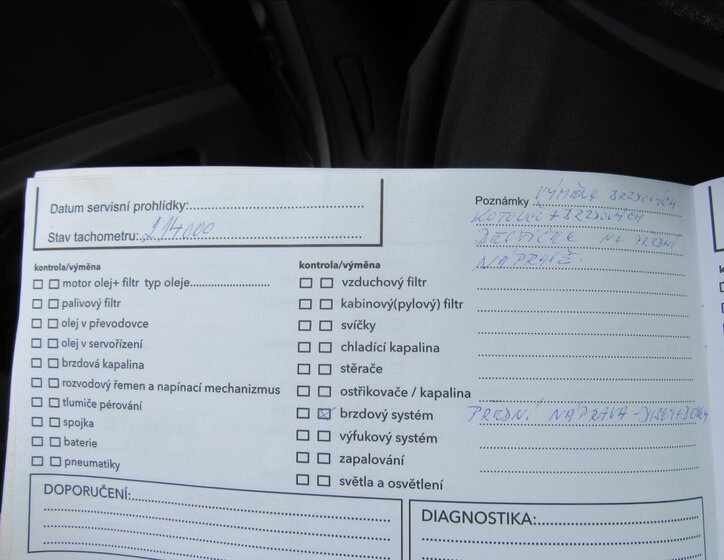 Datum servisní prohlídky:
Stav tachometru: 214000
kontrola/výměna
motor olej+ filtr typ oleje
palivový filtr
olej v převodovce
olej v servořízení
brzdová kapalina
rozvodový řemen a napínací mechanizmus
tlumiče pérování
spojka
baterie
pneumatiky
kontrola/výměna
vzduchový filtr
kabinový(pylový) filtr
svíčky
chladící kapalina
stěrače
ostřikovače / kapalina
brzdový systém
výfukový systém
zapalování
světla a osvětlení
Poznámky VÝMĚNA BRZDOVÝCH
KOTOUČŮ + BRZDOVÝCH
DESTIČEK NA PŘEDNÍ
NÁPRAVĚ.
PŘEDNÍ NÁPRAVA -
DOPORUČENÍ:
DIAGNOSTIKA: